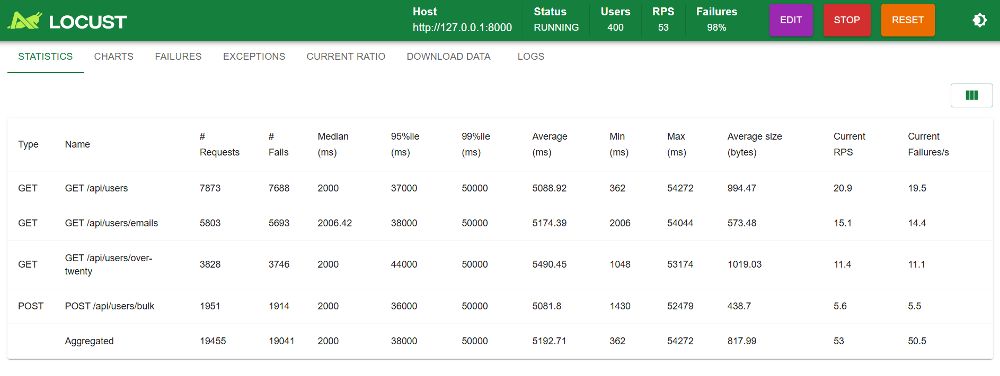 LOCUST
Host
http://127.0.0.1:8000
Status
RUNNING
Users
400
RPS
53
Failures
98%
EDIT
STOP
RESET
STATISTICS CHARTS FAILURES EXCEPTIONS CURRENT RATIO DOWNLOAD DATA LOGS
Type Name # Requests # Fails Median (ms) 95%ile (ms) 99%ile (ms) Average (ms) Min (ms) Max (ms) Average size (bytes) Current RPS Current Failures/s
GET GET /api/users 7873 7688 2000 37000 50000 5088.92 362 54272 994.47 20.9 19.5
GET GET /api/users/emails 5803 5693 2006.42 38000 50000 5174.39 2006 54044 573.48 15.1 14.4
GET GET /api/users/over-twenty 3828 3746 2000 44000 50000 5490.45 1048 53174 1019.03 11.4 11.1
POST POST /api/users/bulk 1951 1914 2000 36000 50000 5081.8 1430 52479 438.7 5.6 5.5
Aggregated 19455 19041 2000 38000 50000 5192.71 362 54272 817.99 53 50.5